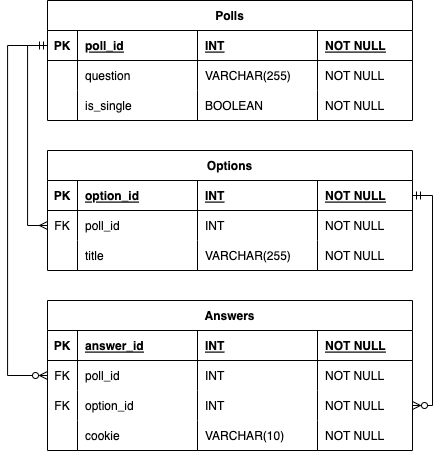 Polls
PK poll_id INT NOT NULL
question VARCHAR(255) NOT NULL
is_single BOOLEAN NOT NULL
Options
PK option_id INT NOT NULL
FK poll_id INT NOT NULL
title VARCHAR(255) NOT NULL
Answers
PK answer_id INT NOT NULL
FK poll_id INT NOT NULL
FK option_id INT NOT NULL
cookie VARCHAR(10) NOT NULL